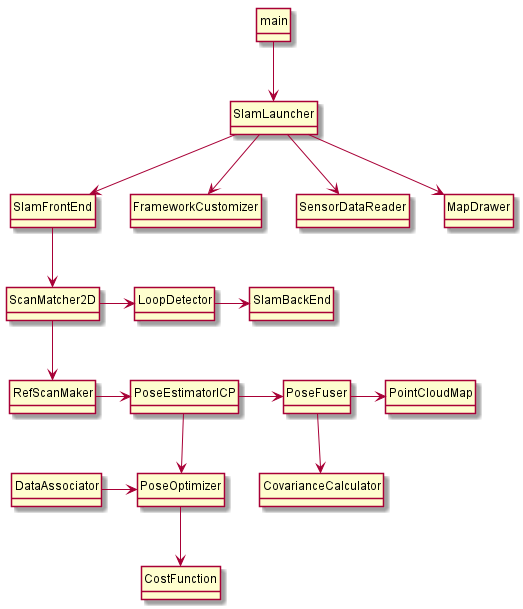 main
SlamLauncher
SlamFrontEnd
FrameworkCustomizer
SensorDataReader
MapDrawer
ScanMatcher2D
LoopDetector
SlamBackEnd
RefScanMaker
PoseEstimatorICP
PoseFuser
PointCloudMap
DataAssociator
PoseOptimizer
CovarianceCalculator
CostFunction